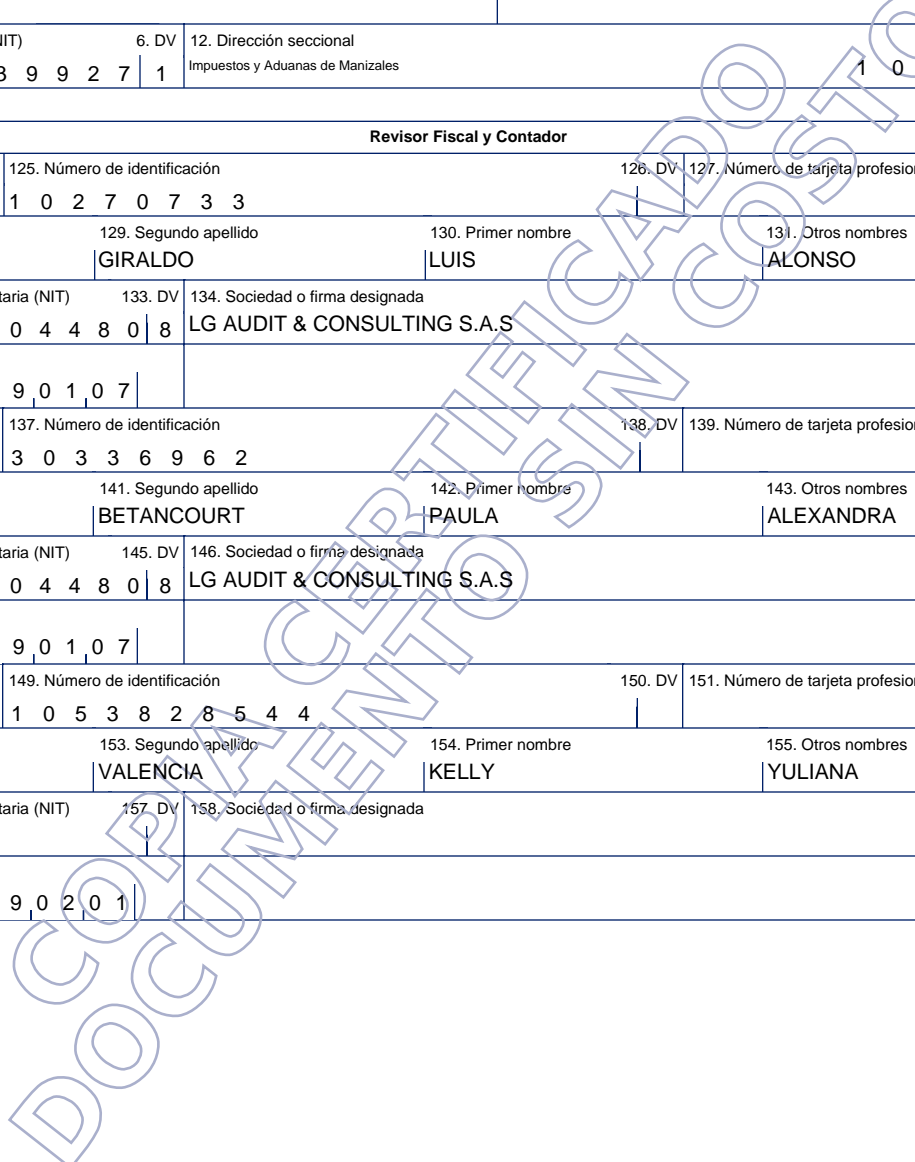 NIT) 6. DV 12. Dirección seccional
3 9 9 2 7 1 Impuestos y Aduanas de Manizales 1 0
Revisor Fiscal y Contador
125. Número de identificación 126. DV 127. Número de tarjeta profesion
1 0 2 7 0 7 3 3
129. Segundo apellido 130. Primer nombre 131. Otros nombres
GIRALDO LUIS ALONSO
taria (NIT) 133. DV 134. Sociedad o firma designada
0 4 4 8 0 8 LG AUDIT & CONSULTING S.A.S
9 0 1 0 7
137. Número de identificación 138. DV 139. Número de tarjeta profesion
3 0 3 3 6 9 6 2
141. Segundo apellido 142. Primer nombre 143. Otros nombres
BETANCOURT PAULA ALEXANDRA
taria (NIT) 145. DV 146. Sociedad o firma designada
0 4 4 8 0 8 LG AUDIT & CONSULTING S.A.S
9 0 1 0 7
149. Número de identificación 150. DV 151. Número de tarjeta profesion
1 0 5 3 8 2 8 5 4 4
153. Segundo apellido 154. Primer nombre 155. Otros nombres
VALENCIA KELLY YULIANA
taria (NIT) 157. DV 158. Sociedad o firma designada
9 0 2 0 1
COPIA CERTIFICADO
DOCUMENTO SIN COSTO